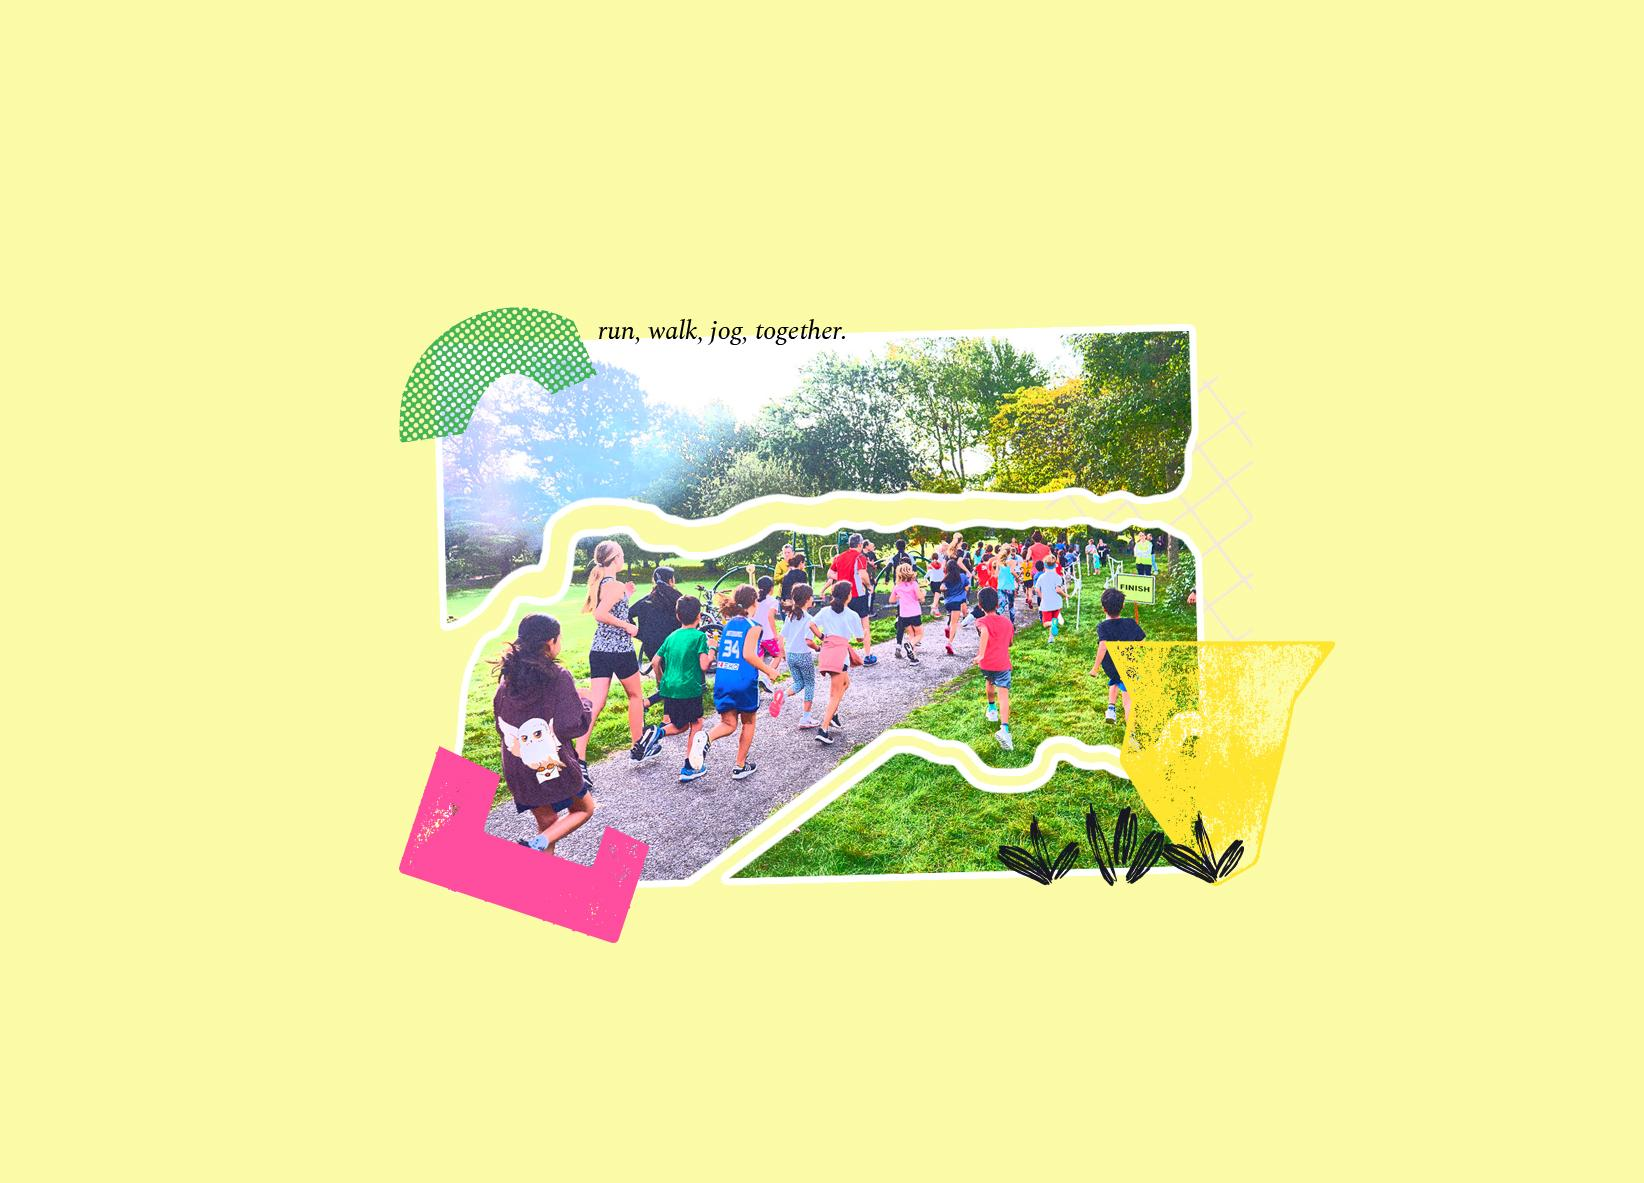 run, walk, jog, together.
FINISH
34